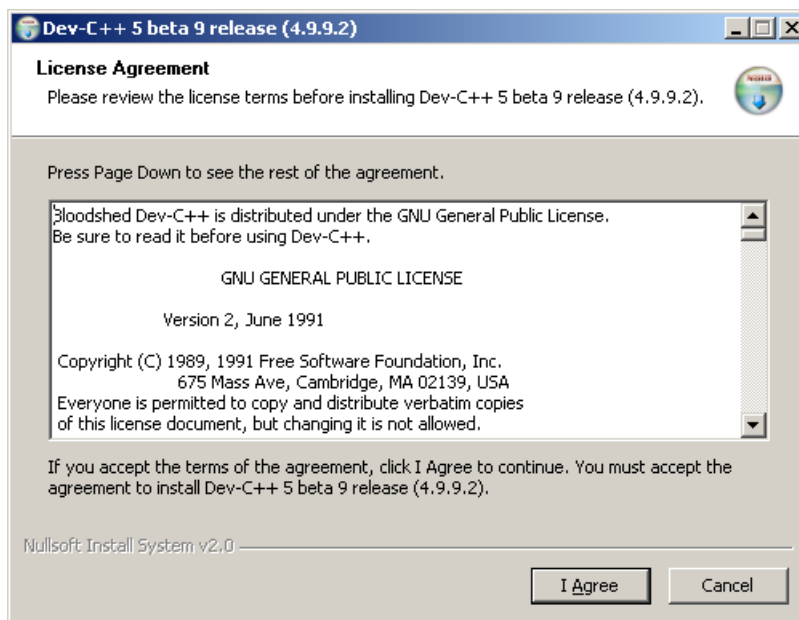 Dev-C++ 5 beta 9 release (4.9.9.2)
License Agreement
Please review the license terms before installing Dev-C++ 5 beta 9 release (4.9.9.2).
Press Page Down to see the rest of the agreement.
Bloodshed Dev-C++ is distributed under the GNU General Public License.
Be sure to read it before using Dev-C++.
GNU GENERAL PUBLIC LICENSE
Version 2, June 1991
Copyright (C) 1989, 1991 Free Software Foundation, Inc.
675 Mass Ave, Cambridge, MA 02139, USA
Everyone is permitted to copy and distribute verbatim copies
of this license document, but changing it is not allowed.
If you accept the terms of the agreement, click I Agree to continue. You must accept the
agreement to install Dev-C++ 5 beta 9 release (4.9.9.2).
Nullsoft Install System v2.0
I Agree
Cancel